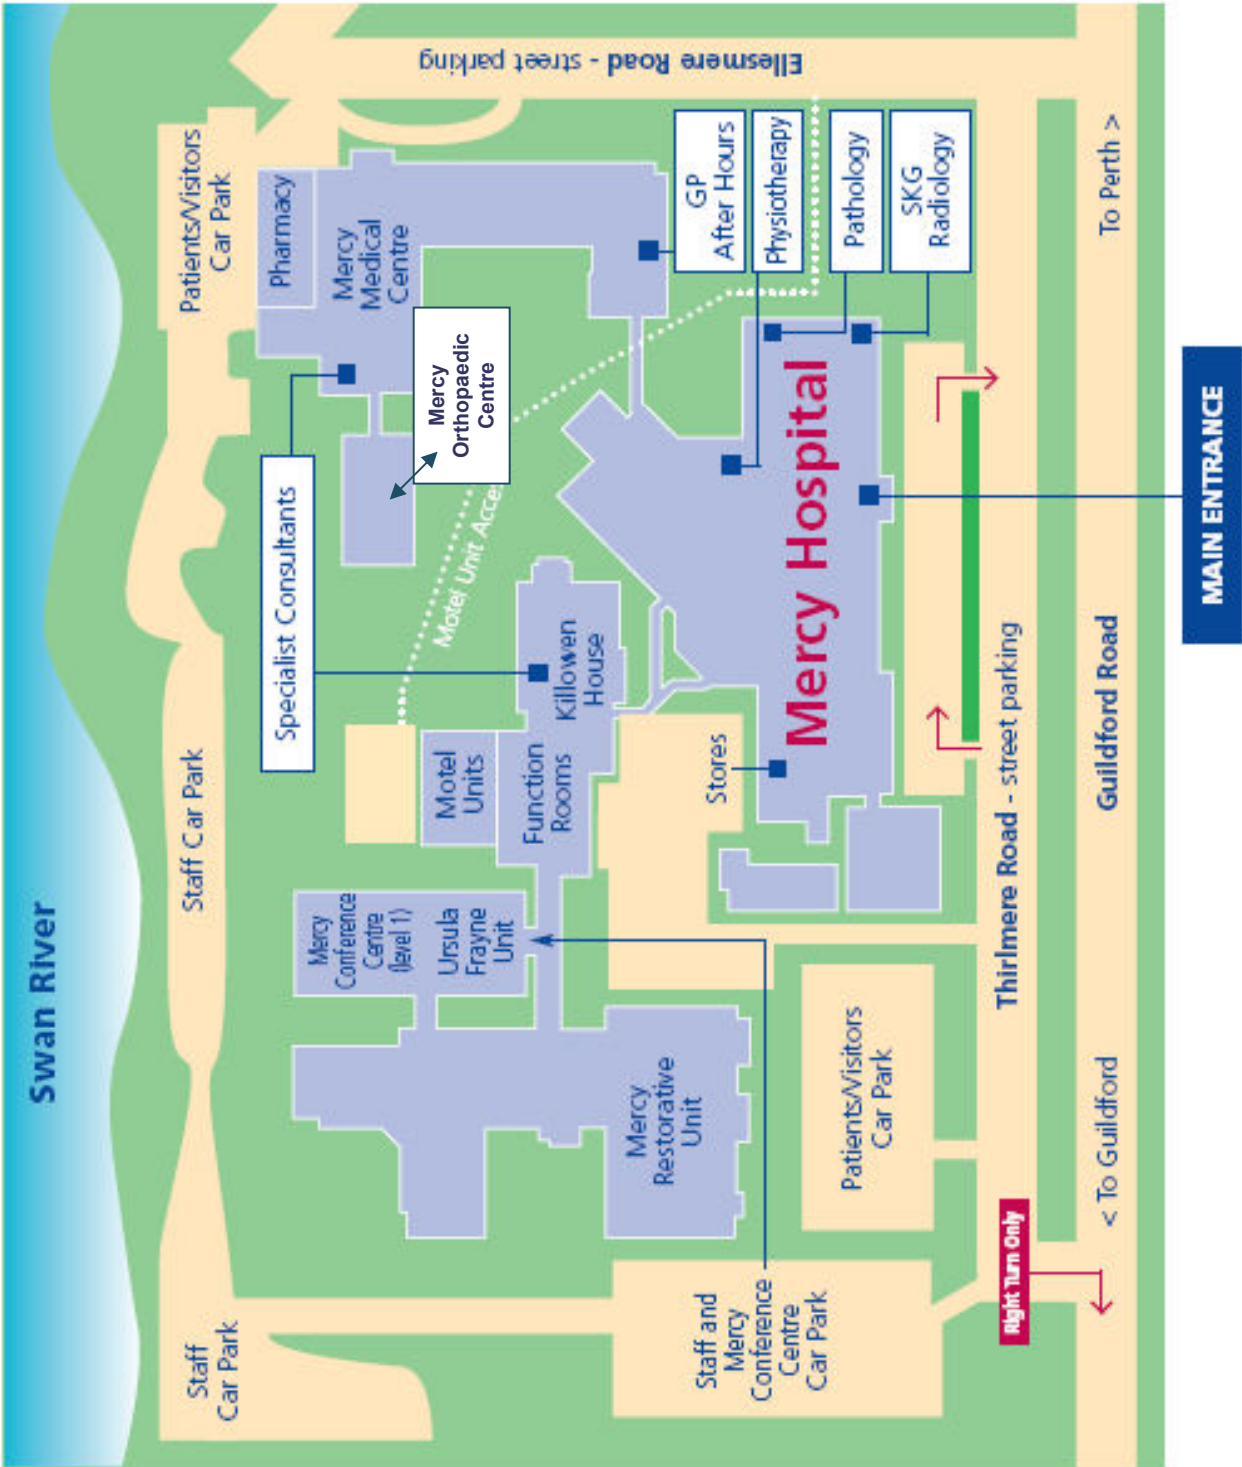 Swan River
Staff
Car Park
Staff Car Park
Patients/Visitors
Car Park
Pharmacy
Mercy
Medical
Centre
Specialist Consultants
Mercy
Orthopaedic
Centre
Motel Unit Acce
Ellesmere Road - street parking
Mercy
Conference
Centre
(level 1)
Ursula
Frayne
Unit
Motel
Units
Function
Rooms
Killowen
House
GP
After Hours
Physiotherapy
Pathology
SKG
Radiology
Mercy
Restorative
Unit
Stores
Mercy Hospital
Staff and
Mercy
Conference
Centre
Car Park
Patients/Visitors
Car Park
Right Turn Only
Thirlmere Road - street parking
< To Guildford
Guildford Road
To Perth >
MAIN ENTRANCE